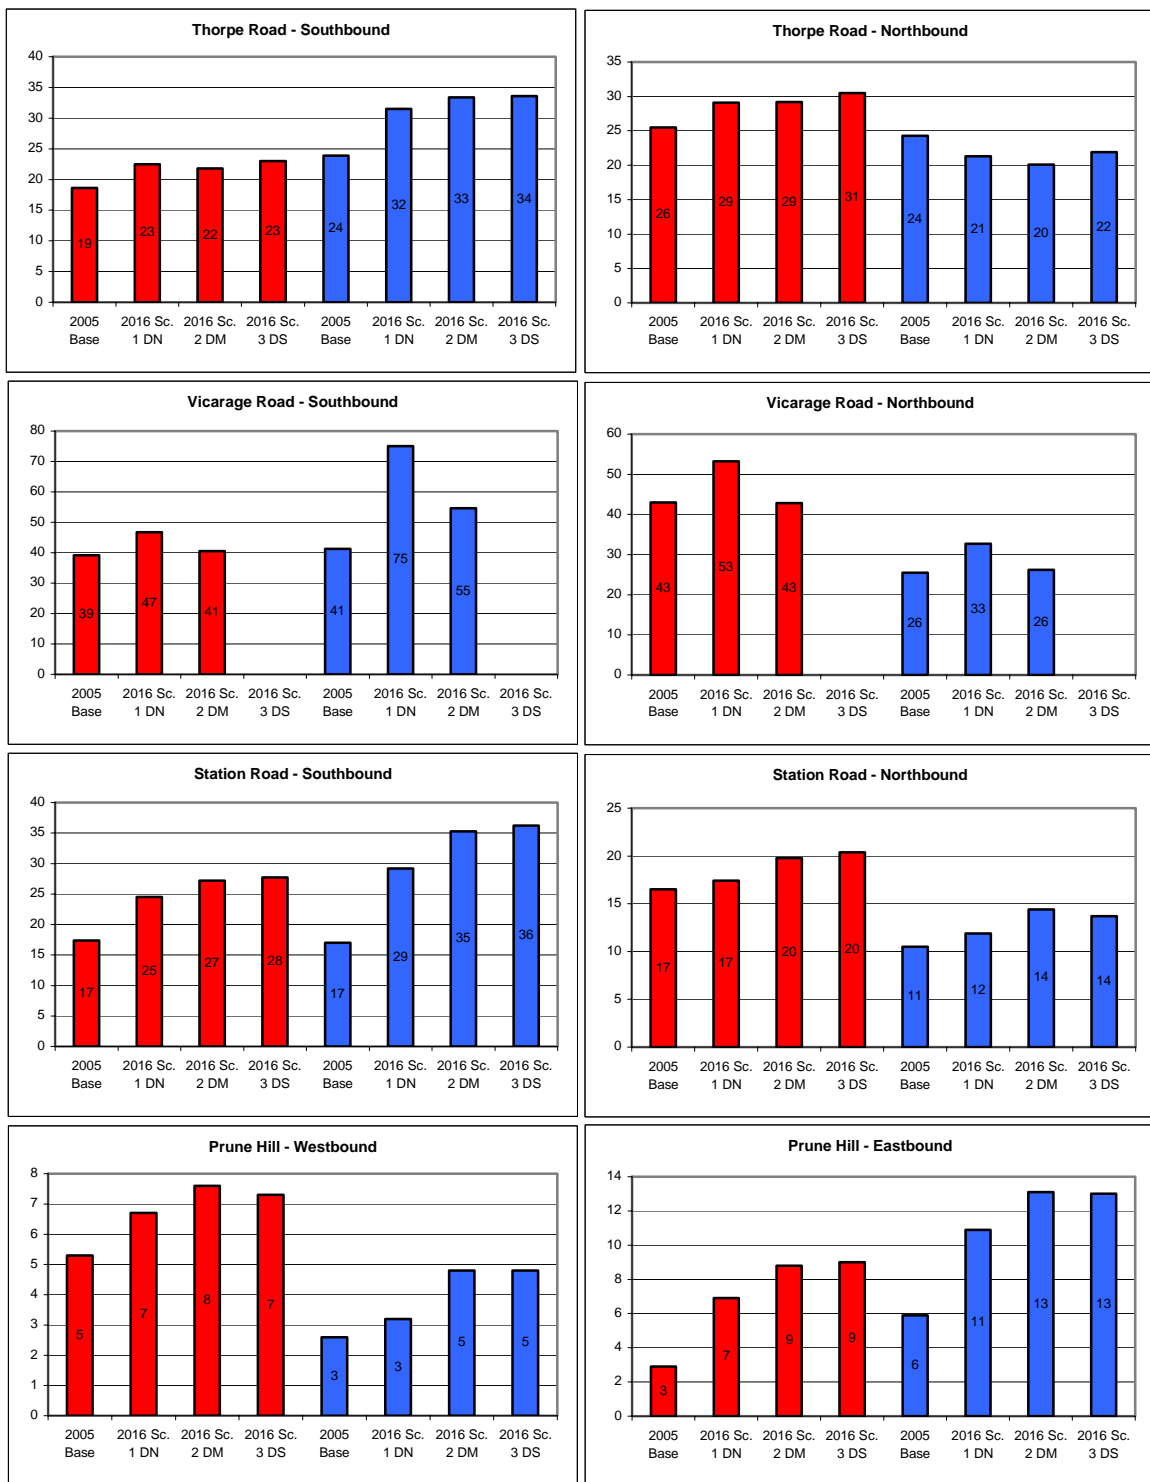 Thorpe Road - Southbound
40
35
30
25
20
15
10
5
0
19
23
22
23
24
32
33
34
2005 Base
2016 Sc. 1 DN
2016 Sc. 2 DM
2016 Sc. 3 DS
2005 Base
2016 Sc. 1 DN
2016 Sc. 2 DM
2016 Sc. 3 DS
Thorpe Road - Northbound
35
30
25
20
15
10
5
0
26
29
29
31
24
21
20
22
2005 Base
2016 Sc. 1 DN
2016 Sc. 2 DM
2016 Sc. 3 DS
2005 Base
2016 Sc. 1 DN
2016 Sc. 2 DM
2016 Sc. 3 DS
Vicarage Road - Southbound
80
70
60
50
40
30
20
10
0
39
47
41
41
75
55
2005 Base
2016 Sc. 1 DN
2016 Sc. 2 DM
2016 Sc. 3 DS
2005 Base
2016 Sc. 1 DN
2016 Sc. 2 DM
2016 Sc. 3 DS
Vicarage Road - Northbound
60
50
40
30
20
10
0
43
53
43
26
33
26
2005 Base
2016 Sc. 1 DN
2016 Sc. 2 DM
2016 Sc. 3 DS
2005 Base
2016 Sc. 1 DN
2016 Sc. 2 DM
2016 Sc. 3 DS
Station Road - Southbound
40
35
30
25
20
15
10
5
0
17
25
27
28
17
29
35
36
2005 Base
2016 Sc. 1 DN
2016 Sc. 2 DM
2016 Sc. 3 DS
2005 Base
2016 Sc. 1 DN
2016 Sc. 2 DM
2016 Sc. 3 DS
Station Road - Northbound
25
20
15
10
5
0
17
17
20
20
11
12
14
14
2005 Base
2016 Sc. 1 DN
2016 Sc. 2 DM
2016 Sc. 3 DS
2005 Base
2016 Sc. 1 DN
2016 Sc. 2 DM
2016 Sc. 3 DS
Prune Hill - Westbound
8
7
6
5
4
3
2
1
0
5
7
8
7
3
3
5
5
2005 Base
2016 Sc. 1 DN
2016 Sc. 2 DM
2016 Sc. 3 DS
2005 Base
2016 Sc. 1 DN
2016 Sc. 2 DM
2016 Sc. 3 DS
Prune Hill - Eastbound
14
12
10
8
6
4
2
0
3
7
9
9
6
11
13
13
2005 Base
2016 Sc. 1 DN
2016 Sc. 2 DM
2016 Sc. 3 DS
2005 Base
2016 Sc. 1 DN
2016 Sc. 2 DM
2016 Sc. 3 DS